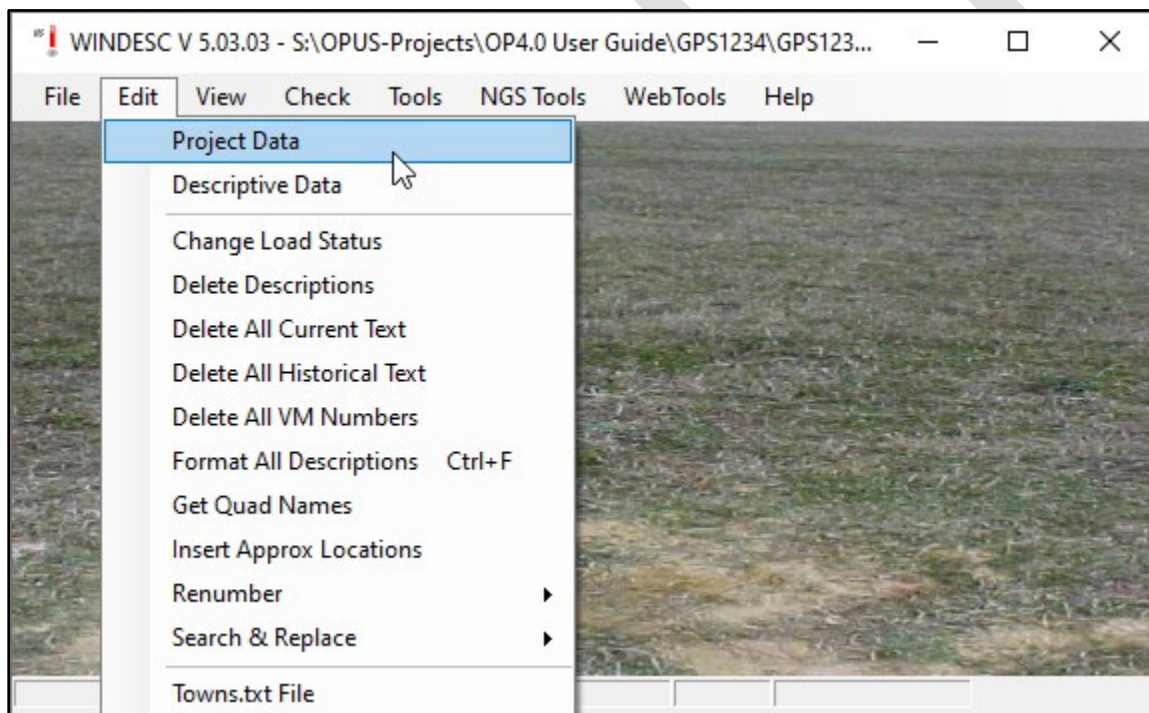 WINDESC V 5.03.03 - S:\OPUS-Projects\OP4.0 User Guide\GPS1234\GPS123...
File Edit View Check Tools NGS Tools WebTools Help
Project Data
Descriptive Data
Change Load Status
Delete Descriptions
Delete All Current Text
Delete All Historical Text
Delete All VM Numbers
Format All Descriptions Ctrl+F
Get Quad Names
Insert Approx Locations
Renumber
Search & Replace
Towns.txt File